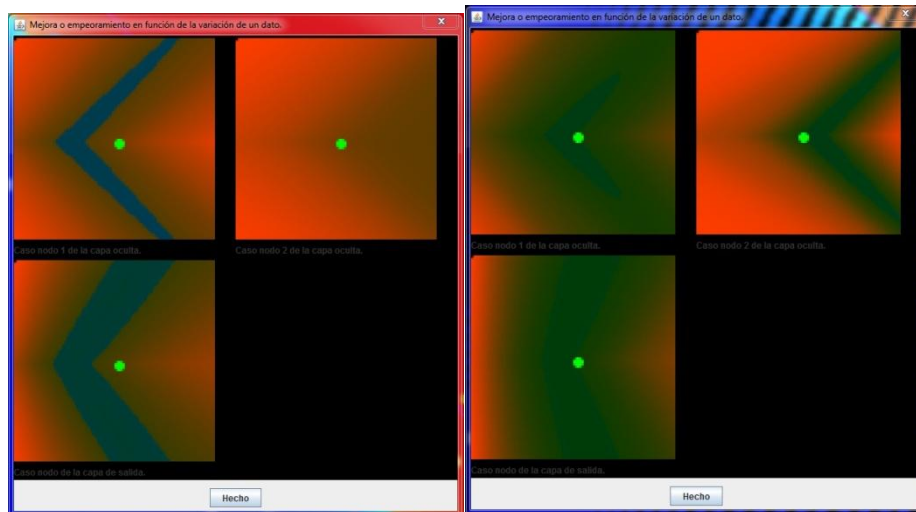 Mejora o empeoramiento en función de la variación de un dato.
Caso nodo 1 de la capa oculta.
Caso nodo 2 de la capa oculta.
Caso nodo de la capa de salida.
Hecho
Mejora o empeoramiento en función de la variación de un dato.
Caso nodo 1 de la capa oculta.
Caso nodo 2 de la capa oculta.
Caso nodo de la capa de salida.
Hecho